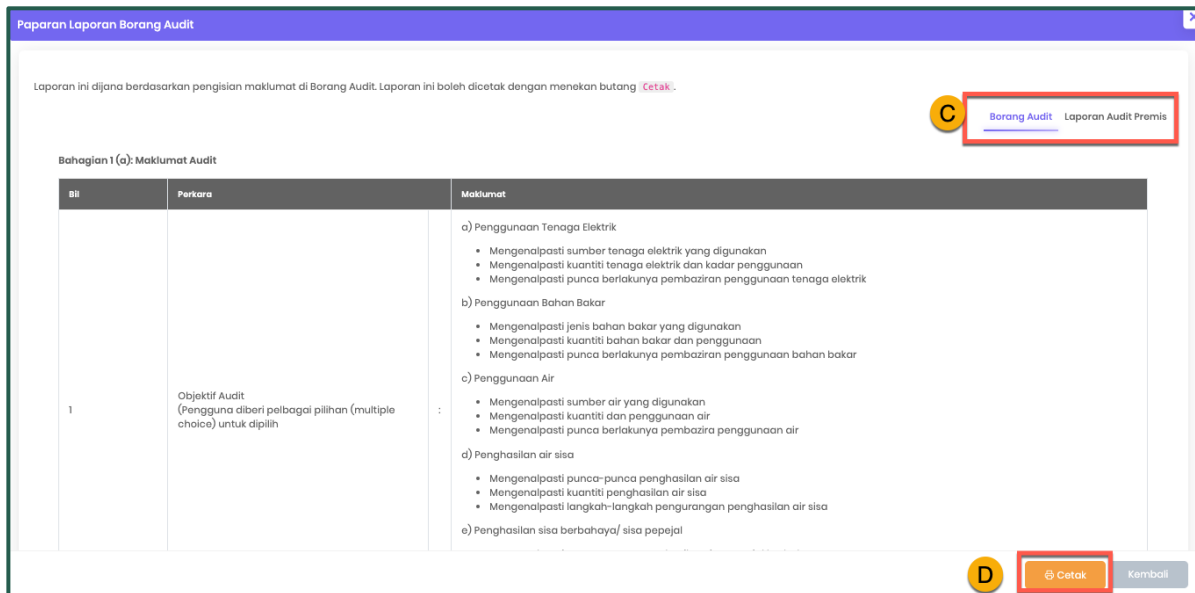 Paparan Laporan Borang Audit
Laporan ini dijana berdasarkan pengisian maklumat di Borang Audit. Laporan ini boleh dicetak dengan menekan butang Cetak.
C
Borang Audit Laporan Audit Premis
Bahagian 1 (a): Maklumat Audit
Bil Perkara Maklumat
a) Penggunaan Tenaga Elektrik
• Mengenalpasti sumber tenaga elektrik yang digunakan
• Mengenalpasti kuantiti tenaga elektrik dan kadar penggunaan
• Mengenalpasti punca berlakunya pembaziran penggunaan tenaga elektrik
b) Penggunaan Bahan Bakar
• Mengenalpasti jenis bahan bakar yang digunakan
• Mengenalpasti kuantiti bahan bakar dan penggunaan
• Mengenalpasti punca berlakunya pembaziran penggunaan bahan bakar
c) Penggunaan Air
1
Objektif Audit
(Pengguna diberi pelbagai pilihan (multiple
choice) untuk dipilih
:
• Mengenalpasti sumber air yang digunakan
• Mengenalpasti kuantiti dan penggunaan air
• Mengenalpasti punca berlakunya pembazira penggunaan air
d) Penghasilan air sisa
• Mengenalpasti punca-punca penghasilan air sisa
• Mengenalpasti kuantiti penghasilan air sisa
• Mengenalpasti langkah-langkah pengurangan penghasilan air sisa
e) Penghasilan sisa berbahaya/ sisa pepejal
D
Cetak
Kembali